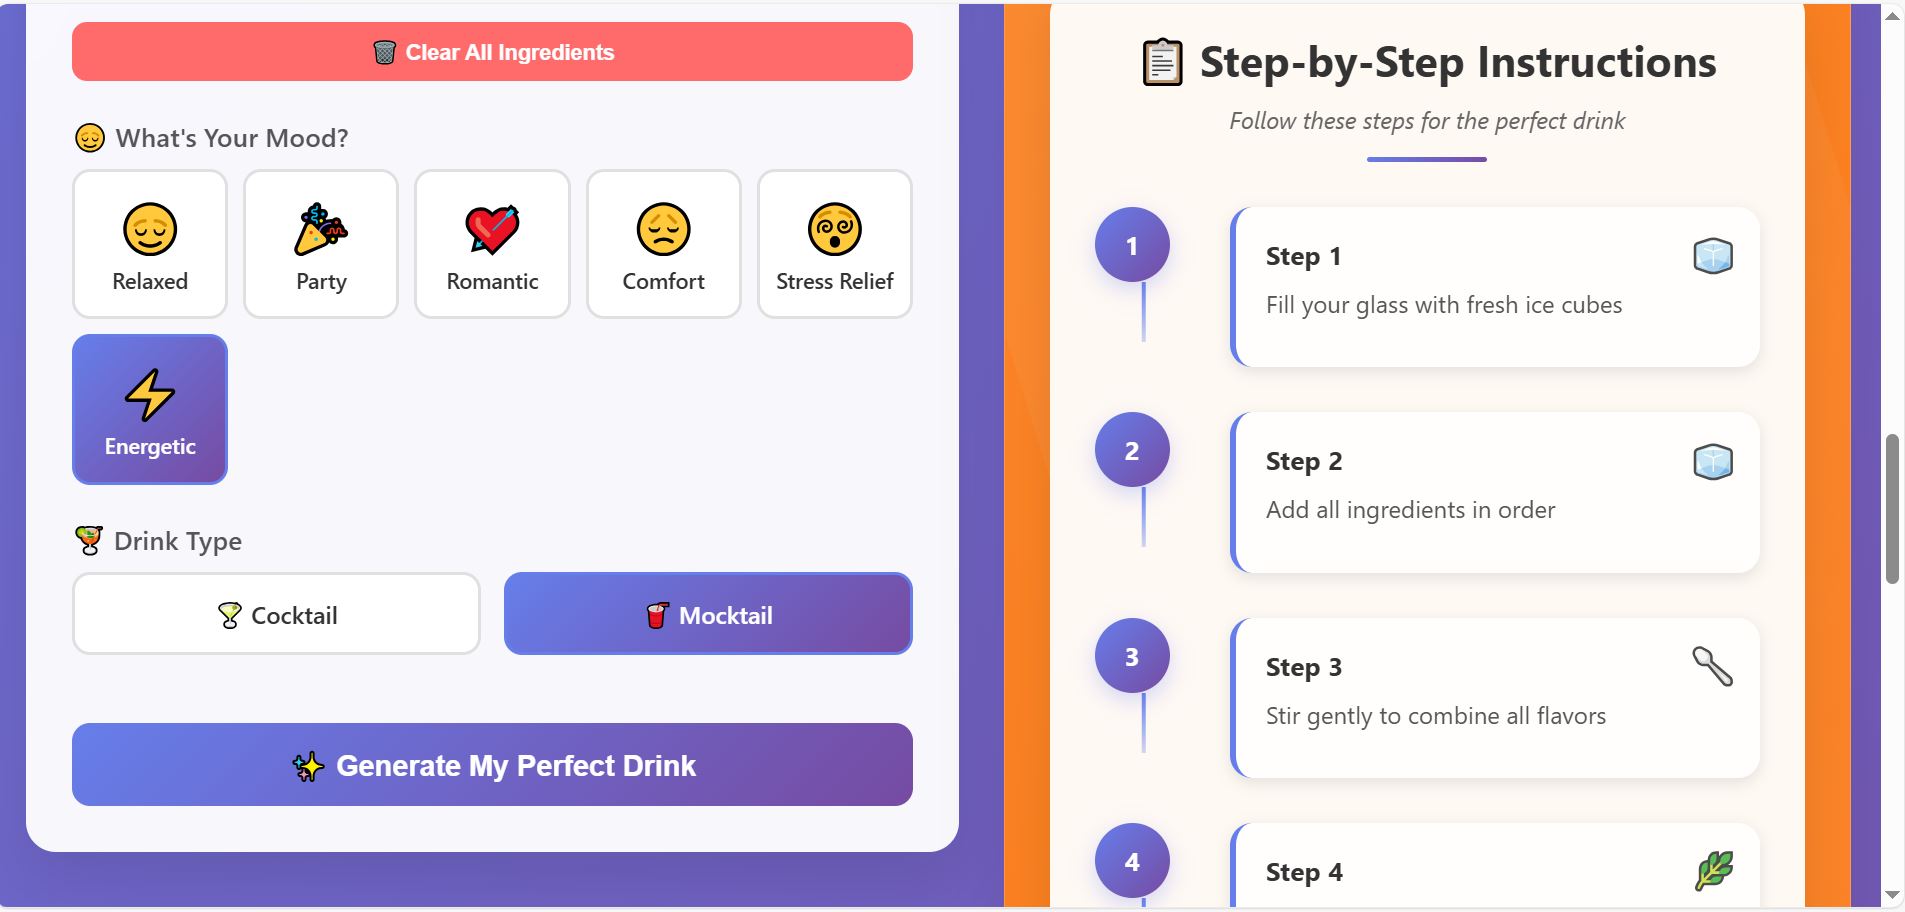 Clear All Ingredients
What's Your Mood?
Relaxed
Party
Romantic
Comfort
Stress Relief
Energetic
Drink Type
Cocktail
Mocktail
Generate My Perfect Drink
Step-by-Step Instructions
Follow these steps for the perfect drink
1
Step 1
Fill your glass with fresh ice cubes
2
Step 2
Add all ingredients in order
3
Step 3
Stir gently to combine all flavors
4
Step 4